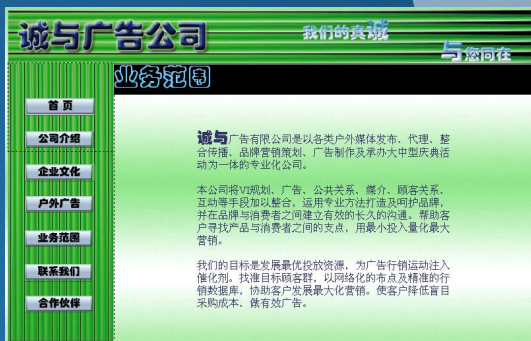 诚与广告公司
我们的真诚
与您同在
业务范围
首 页
公司介绍
企业文化
户外广告
业务范围
联系我们
合作伙伴
诚与广告有限公司是以各类户外媒体发布、代理、整
合传播、品牌营销策划、广告制作及承办大中型庆典活
动为一体的专业化公司。
本公司将VI规划、广告、公共关系、媒介、顾客关系、
互动等手段加以整合，运用专业方法打造及呵护品牌，
并在品牌与消费者之间建立有效的长久的沟通。帮助客
户寻找产品与消费者之间的支点，用最小投入量化最大
营销。
我们的目标是发展最优投放资源，为广告行销运动注入
催化剂。找准目标顾客群，以网络化的布点及精准的行
销数据库，协助客户发展最大化营销。使客户降低盲目
采购成本、做有效广告。